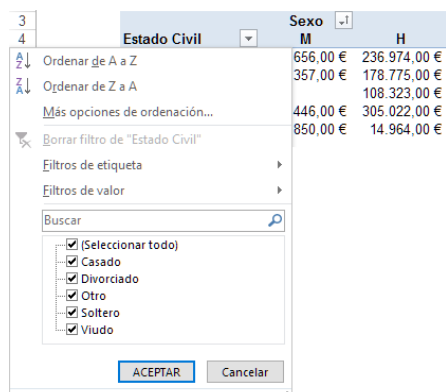 3 Sexo
4 Estado Civil M H
656,00 € 236.974,00 €
357,00 € 178.775,00 €
108.323,00 €
446,00 € 305.022,00 €
850,00 € 14.964,00 €
Ordenar de A a Z
Ordenar de Z a A
Más opciones de ordenación...
Borrar filtro de "Estado Civil"
Filtros de etiqueta
Filtros de valor
Buscar
(Seleccionar todo)
Casado
Divorciado
Otro
Soltero
Viudo
ACEPTAR Cancelar